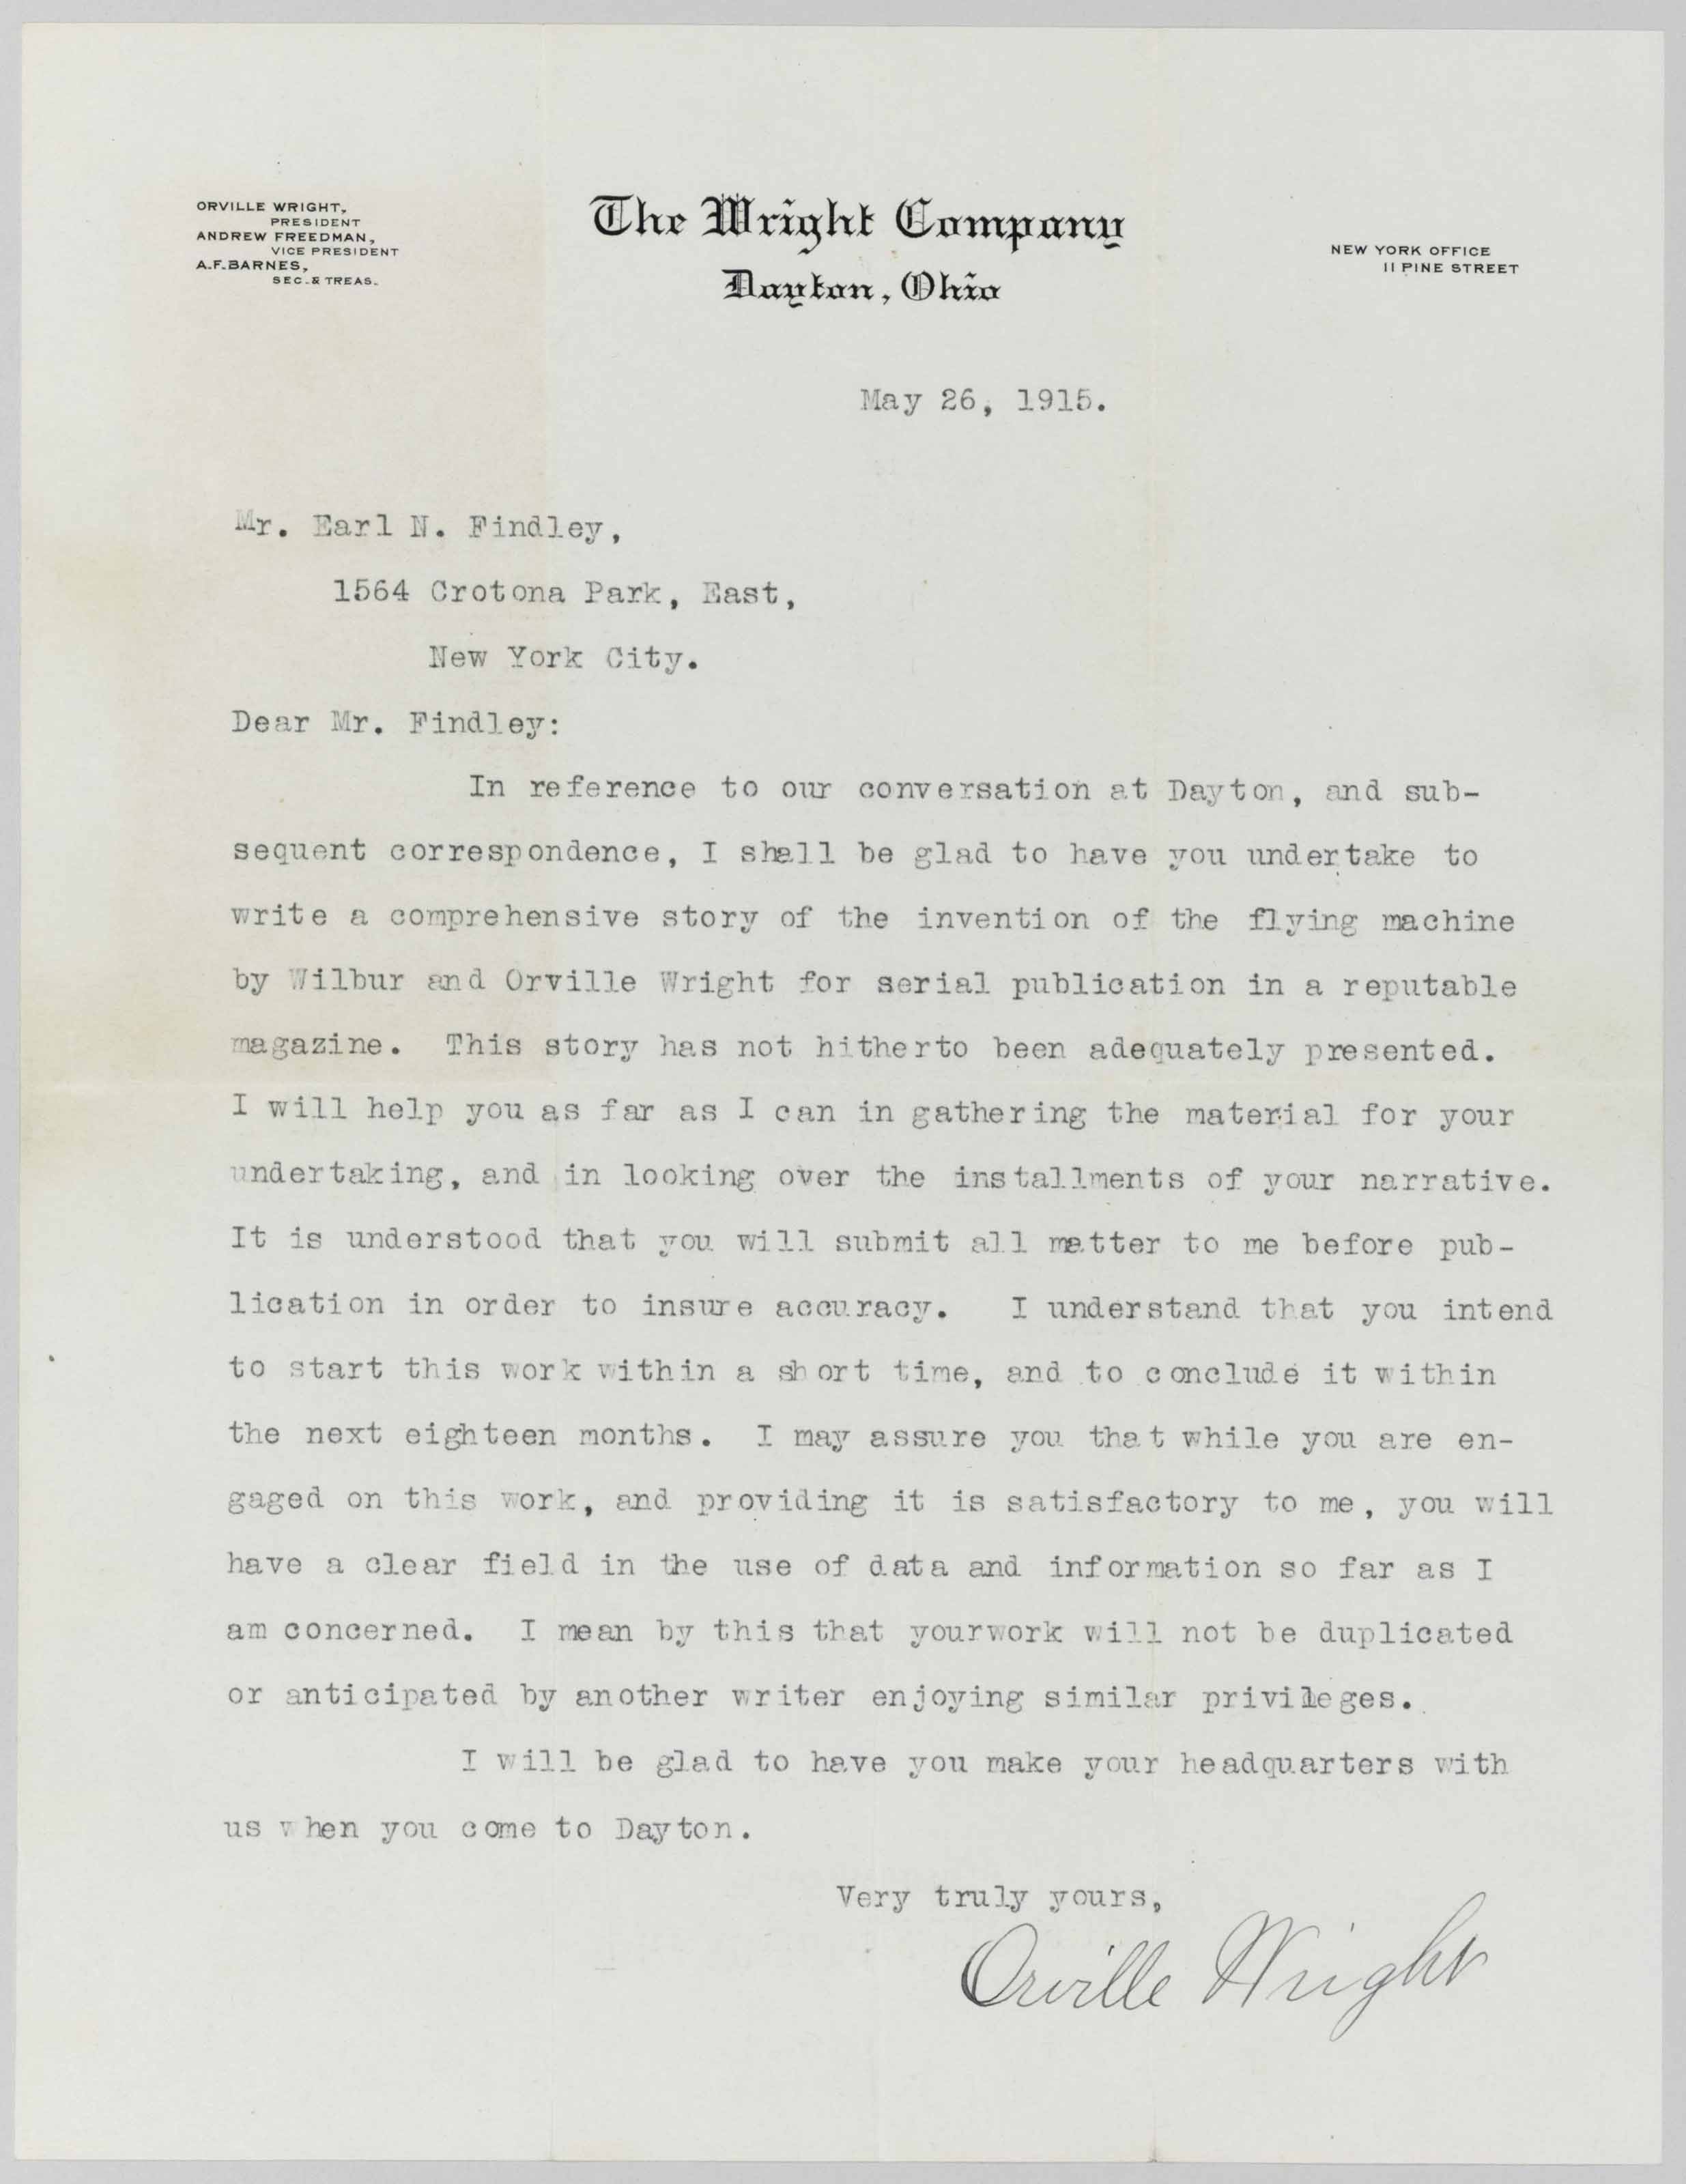 ORVILLE WRIGHT,
PRESIDENT
ANDREW FREEDMAN,
VICE PRESIDENT
A.F.BARNES,
SEC.& TREAS.
The Wright Company
Dayton, Ohio
NEW YORK OFFICE
11 PINE STREET
May 26, 1915.
Mr. Earl N. Findley,
1564 Crotona Park, East,
New York City.
Dear Mr. Findley:
In reference to our conversation at Dayton, and sub-
sequent correspondence, I shall be glad to have you undertake to
write a comprehensive story of the invention of the flying machine
by Wilbur and Orville Wright for serial publication in a reputable
magazine. This story has not hitherto been adequately presented.
I will help you as far as I can in gathering the material for your
undertaking, and in looking over the installments of your narrative.
It is understood that you will submit all matter to me before pub-
lication in order to insure accuracy. I understand that you intend
to start this work within a short time, and to conclude it within
the next eighteen months. I may assure you that while you are en-
gaged on this work, and providing it is satisfactory to me, you will
have a clear field in the use of data and information so far as I
am concerned. I mean by this that yourwork will not be duplicated
or anticipated by another writer enjoying similar privileges.
I will be glad to have you make your headquarters with
us when you come to Dayton.
Very truly yours,
Orville Wright